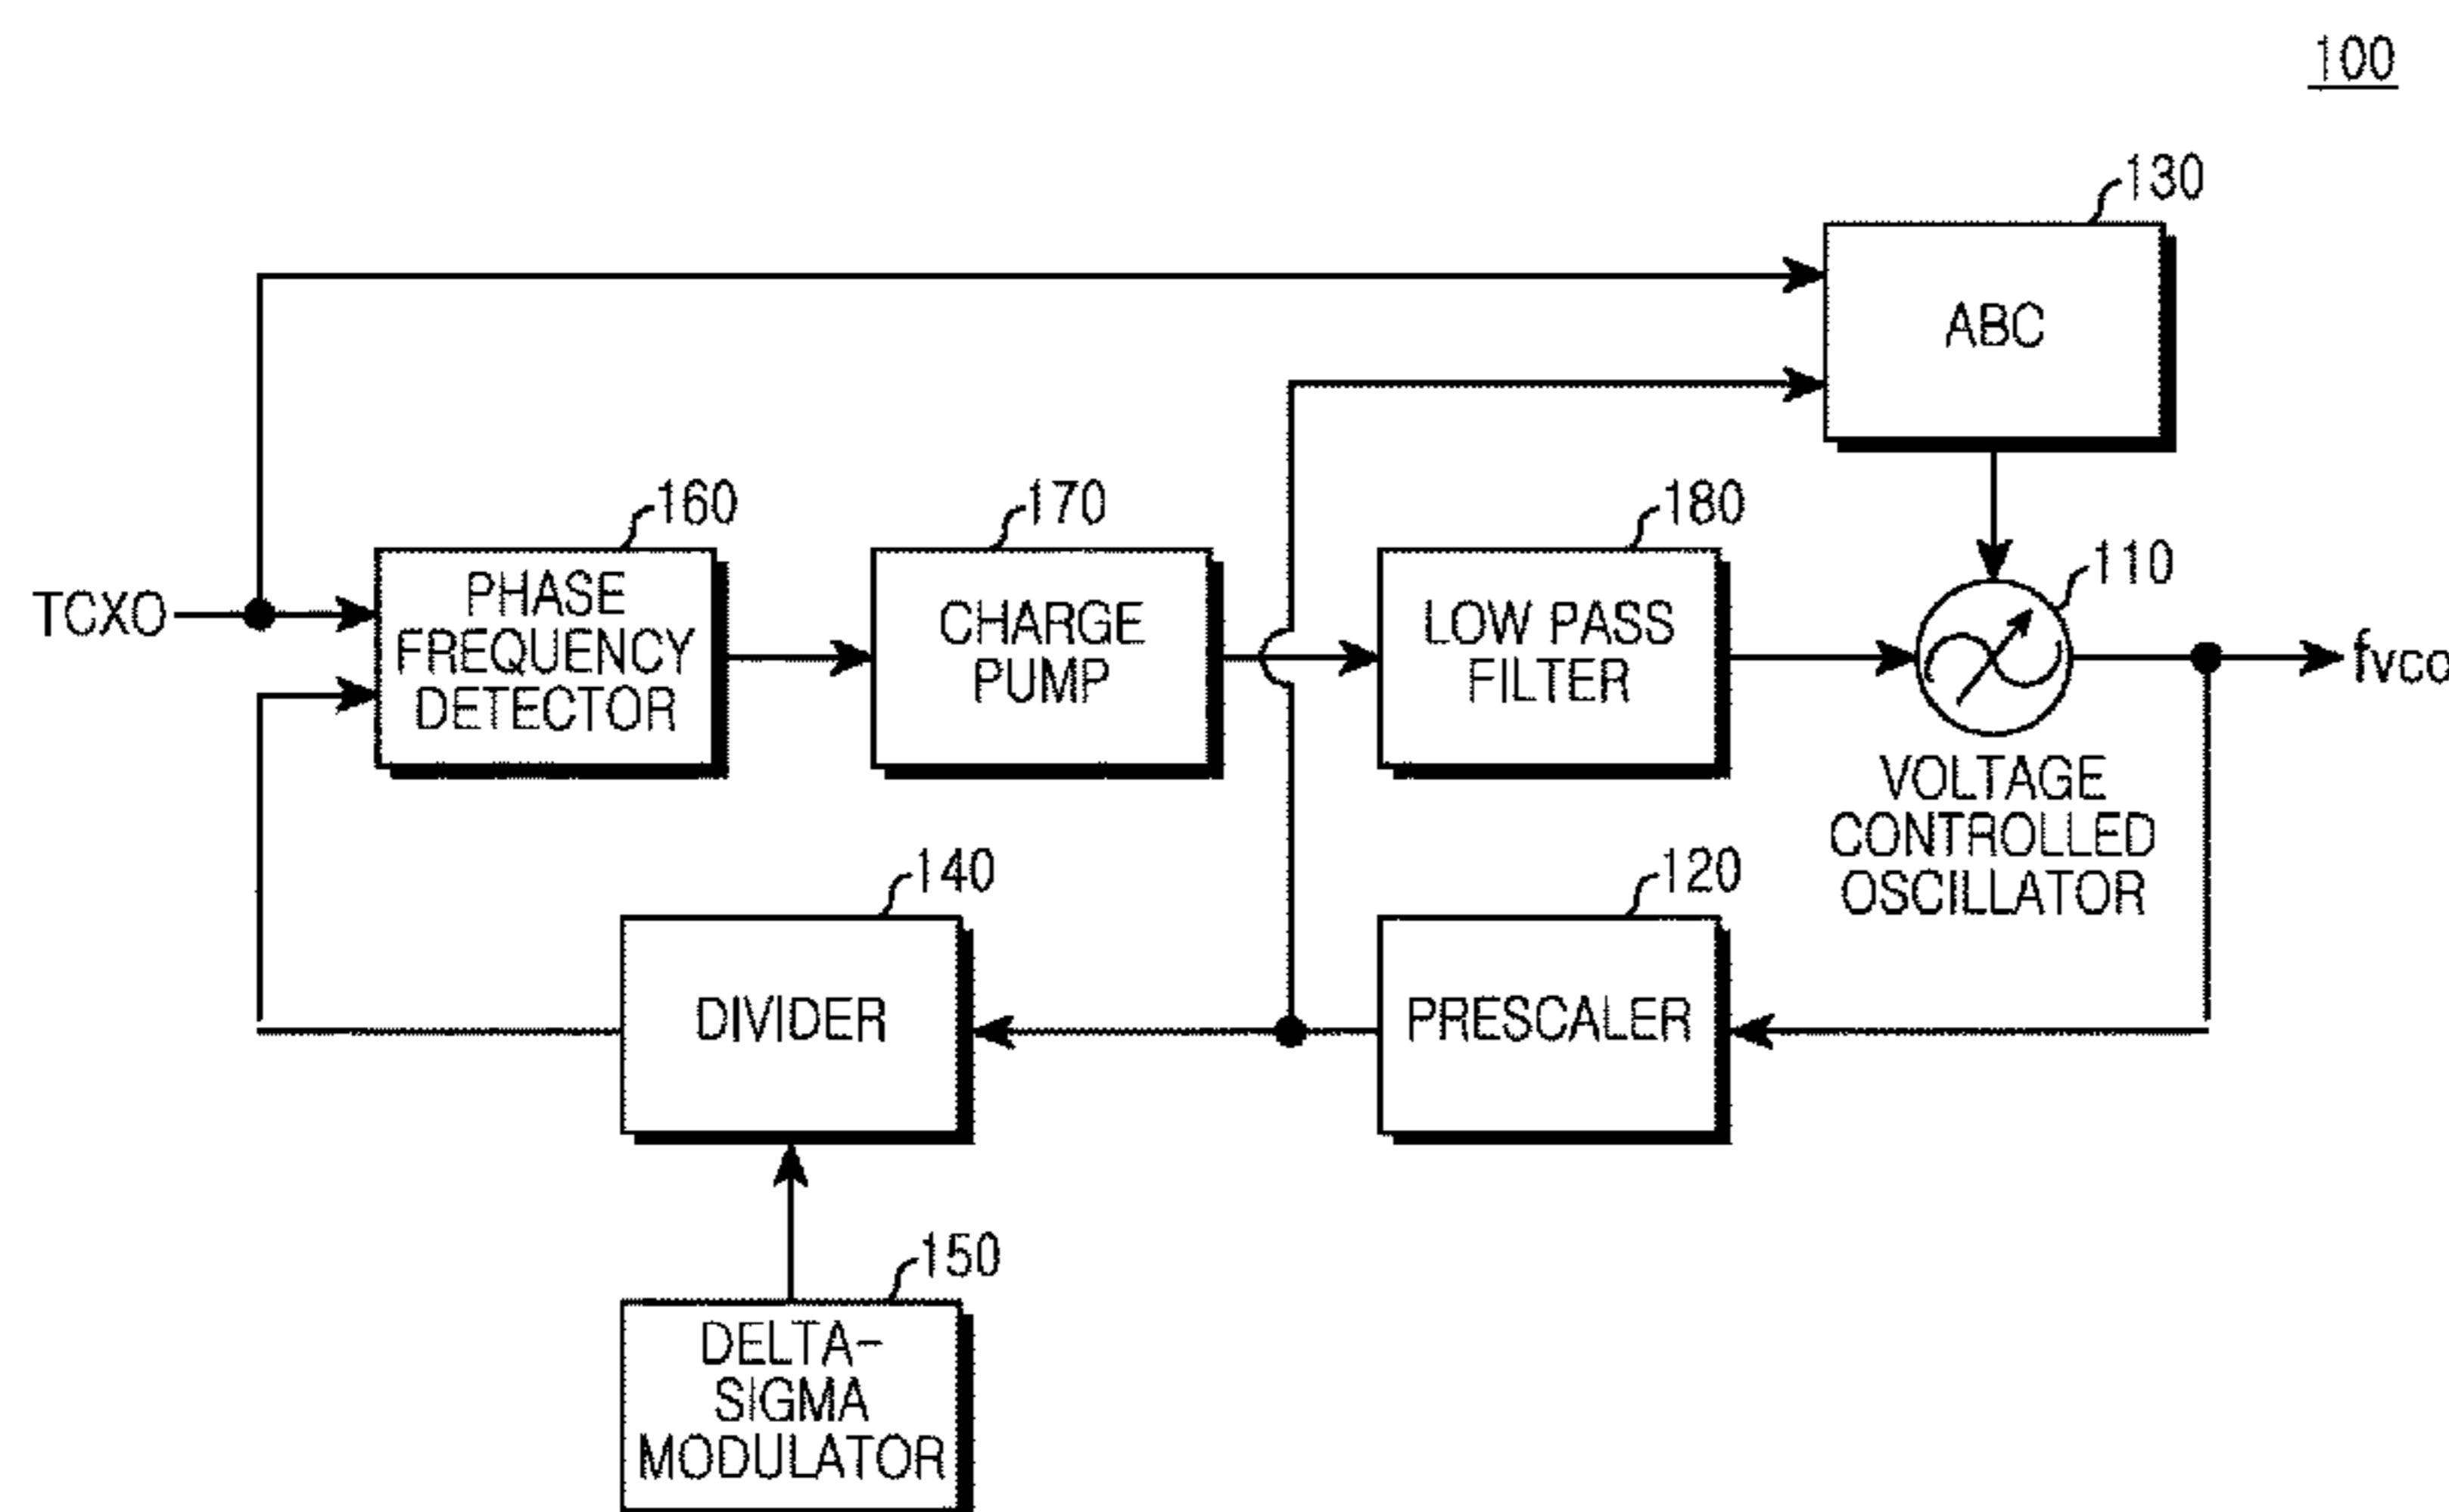 100
130
ABC
160
170
180
110
TCXO
PHASE
FREQUENCY
DETECTOR
CHARGE
PUMP
LOW PASS
FILTER
fvco
VOLTAGE
CONTROLLED
OSCILLATOR
140
120
DIVIDER
PRESCALER
150
DELTA-
SIGMA
MODULATOR